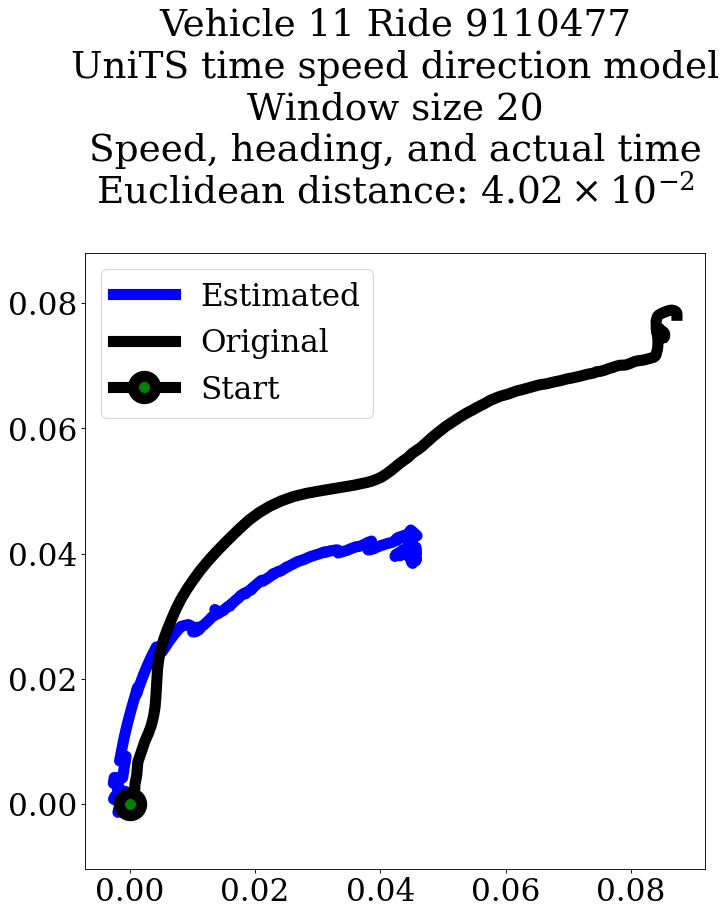 Vehicle 11 Ride 9110477
UniTS time speed direction model
Window size 20
Speed, heading, and actual time
Euclidean distance: 4.02 × 10⁻²
Estimated
Original
Start
0.08
0.06
0.04
0.02
0.00
0.00 0.02 0.04 0.06 0.08